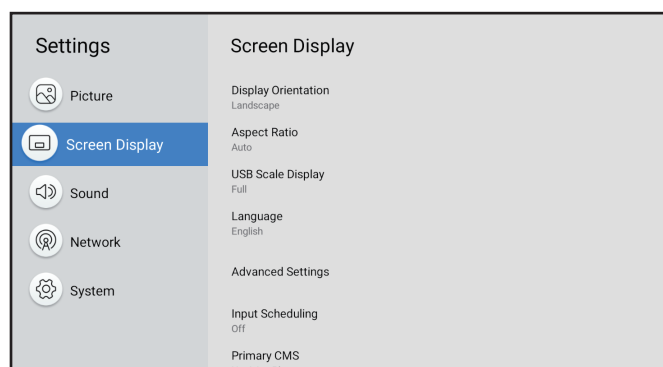 Settings
Picture
Screen Display
Sound
Network
System
Screen Display
Display Orientation
Landscape
Aspect Ratio
Auto
USB Scale Display
Full
Language
English
Advanced Settings
Input Scheduling
Off
Primary CMS